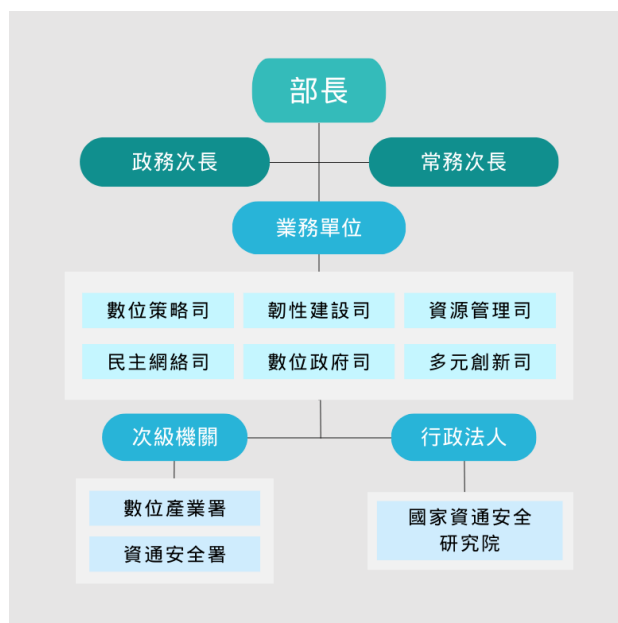 部長
政務次長
常務次長
業務單位
數位策略司
韌性建設司
資源管理司
民主網絡司
數位政府司
多元創新司
次級機關
行政法人
數位產業署
資通安全署
國家資通安全
研究院